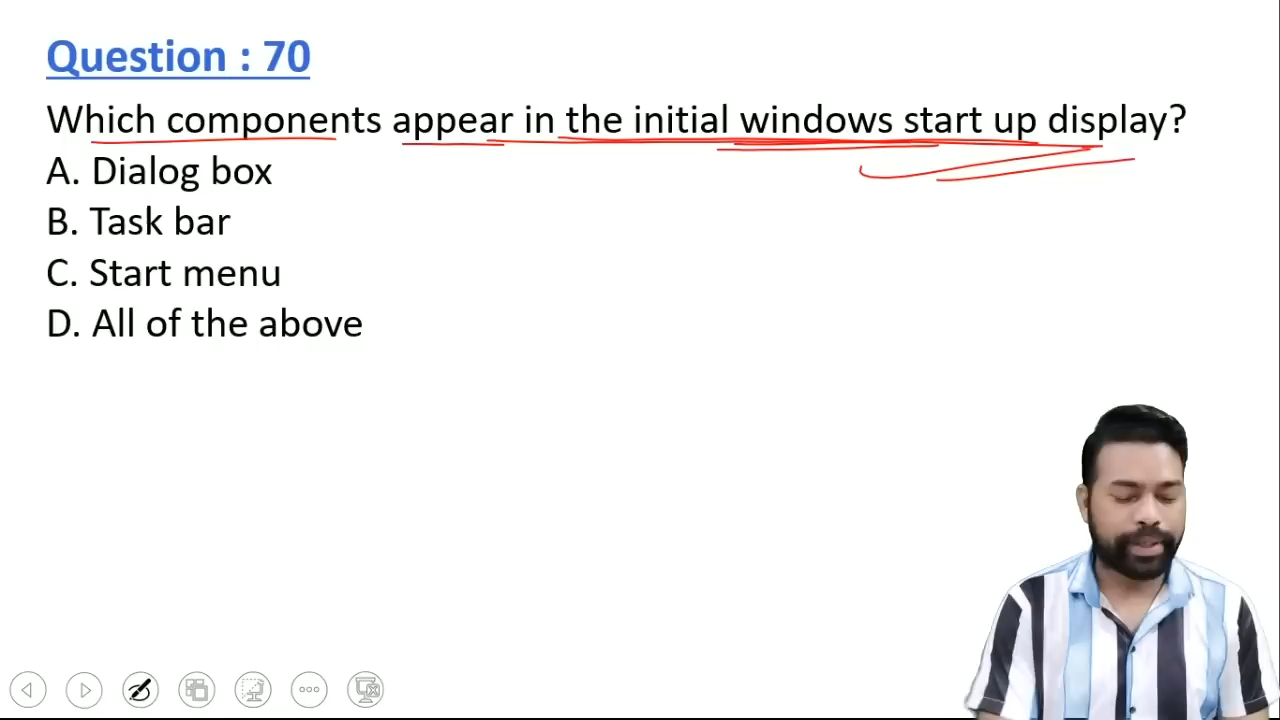 Question : 70
Which components appear in the initial windows start up display?
A. Dialog box
B. Task bar
C. Start menu
D. All of the above